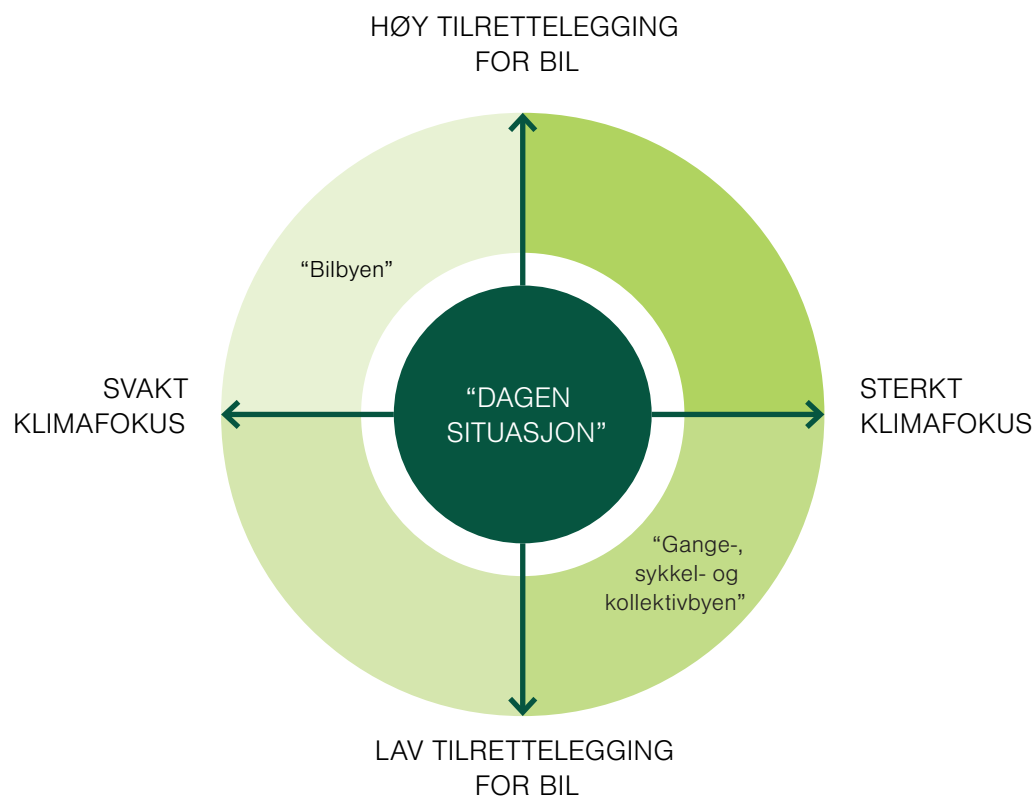 HØY TILRETTELEGGING
FOR BIL
“Bilbyen”
SVAKT
KLIMAFOKUS
“DAGEN
SITUASJON”
STERKT
KLIMAFOKUS
“Gange-,
sykkel- og
kollektivbyen”
LAV TILRETTELEGGING
FOR BIL